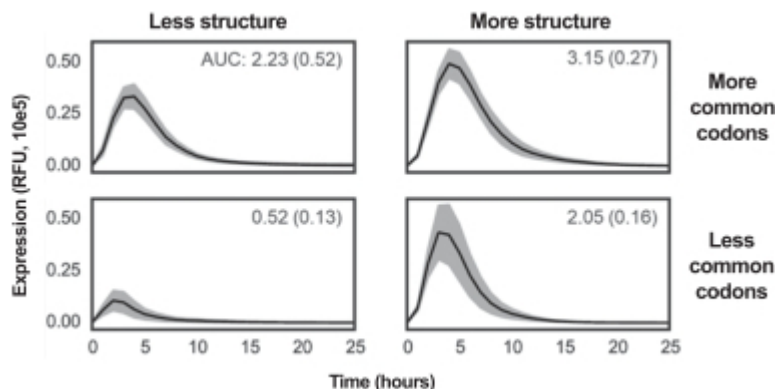 Less structure
More structure
Expression (RFU, 10e5)
0.50
0.25
0.00
AUC: 2.23 (0.52)
3.15 (0.27)
More
common
codons
0.50
0.25
0.00
0.52 (0.13)
2.05 (0.16)
Less
common
codons
0 5 10 15 20 25
0 5 10 15 20 25
Time (hours)